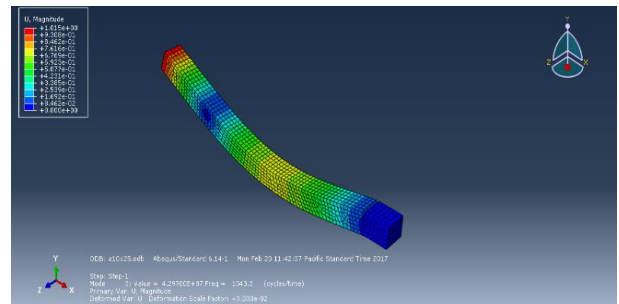 U, Magnitude
+1.015e+00
+9.308e-01
+8.462e-01
+7.616e-01
+6.769e-01
+5.923e-01
+5.077e-01
+4.231e-01
+3.385e-01
+2.539e-01
+1.692e-01
+8.462e-02
+0.000e+00
Y
Z X
ODB: a10x25.odb Abaqus/Standard 6.14-1 Mon Feb 20 11:42:37 Pacific Standard Time 2017
Y
Z X
Step: Step-1
Mode 3: Value = 4.29700E+07 Freq = 1043.3 (cycles/time)
Primary Var: U, Magnitude
Deformed Var: U Deformation Scale Factor: